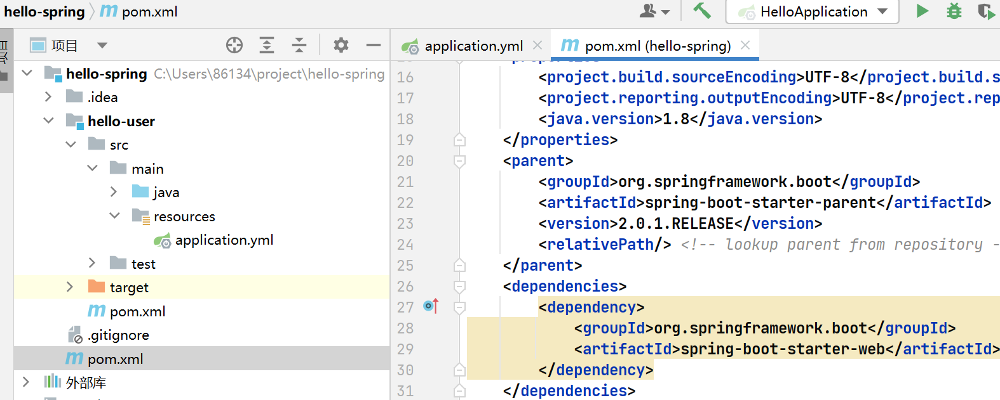 hello-spring pom.xml
HelloApplication
项目
项目
application.yml
pom.xml (hello-spring)
hello-spring C:\Users\86134\project\hello-spring
.idea
hello-user
src
main
java
resources
application.yml
test
target
pom.xml
.gitignore
pom.xml
外部库
16 <project.build.sourceEncoding>UTF-8</project.build.s
17 <project.reporting.outputEncoding>UTF-8</project.rep
18 <java.version>1.8</java.version>
19 </properties>
20 <parent>
21 <groupId>org.springframework.boot</groupId>
22 <artifactId>spring-boot-starter-parent</artifactId>
23 <version>2.0.1.RELEASE</version>
24 <relativePath/> <!-- lookup parent from repository -
25 </parent>
26 <dependencies>
27 <dependency>
28 <groupId>org.springframework.boot</groupId>
29 <artifactId>spring-boot-starter-web</artifactId>
30 </dependency>
31 </dependencies>